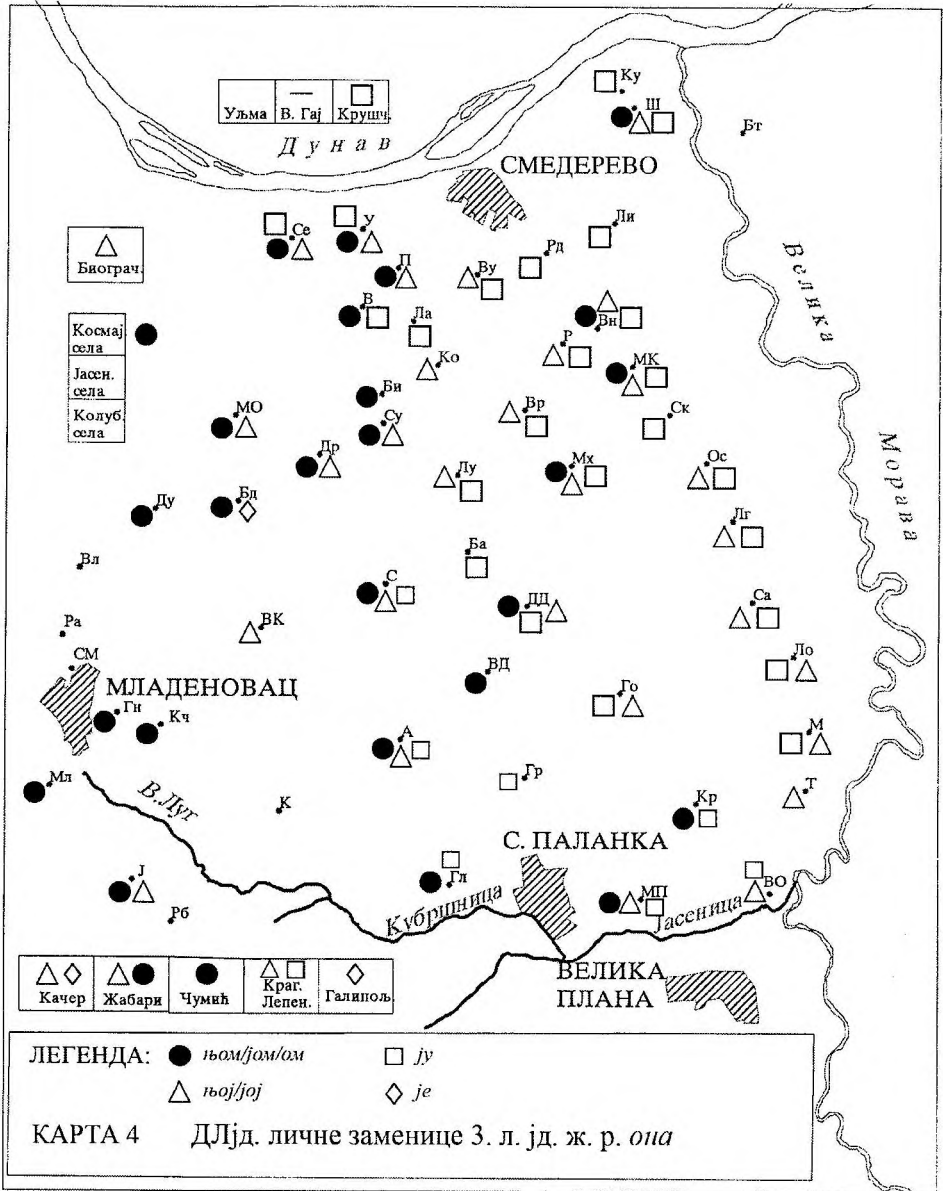 Ку
Уљма В. Гај Крушч.
Ш
Бт
Дунав
СМЕДЕРЕВО
Ли
Се У
Рд
Биограч.
П Ву
Велика
В Ла
Вн
Космај села
Р
Ко МК
Јасен. села
Би
Колуб. села
МО Вр Ск
Су
Др
Лу Мх Ос
Морава
Ду Бд
Лг
Ба
Вл
С
ДД Са
Ра ВК
СМ
ВД Ло
МЛАДЕНОВАЦ
Го
Гн Кч
А М
Гр
Мл
Т
В. Луг К Кр
С. ПАЛАНКА
Ј Гл
ВО
МП
Рб Кубршница Јасеница
ВЕЛИКА
ПЛАНА
Качер Жабари Чумић Краг. Лепен. Галипољ.
ЛЕГЕНДА: њом/јом/ом ју
њој/јој је
КАРТА 4 ДЛјд. личне заменице 3. л. јд. ж. р. она